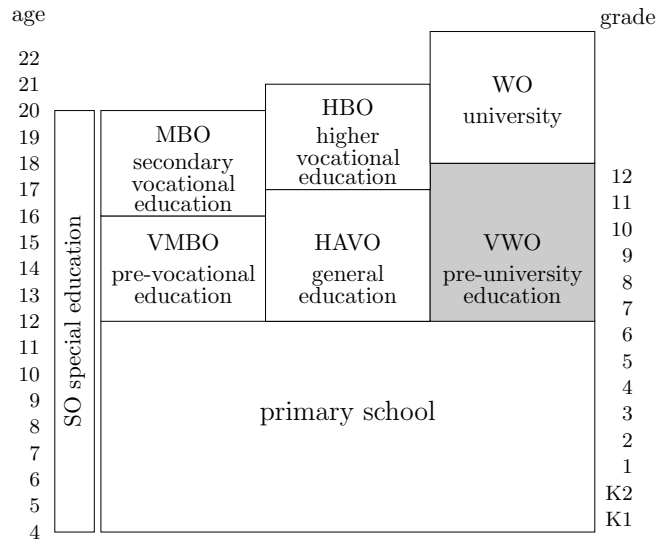 age
grade
22
21
20
19
18
17
16
15
14
13
12
11
10
9
8
7
6
5
4
SO special education
MBO
secondary
vocational
education
HBO
higher
vocational
education
WO
university
VMBO
pre-vocational
education
HAVO
general
education
VWO
pre-university
education
primary school
12
11
10
9
8
7
6
5
4
3
2
1
K2
K1